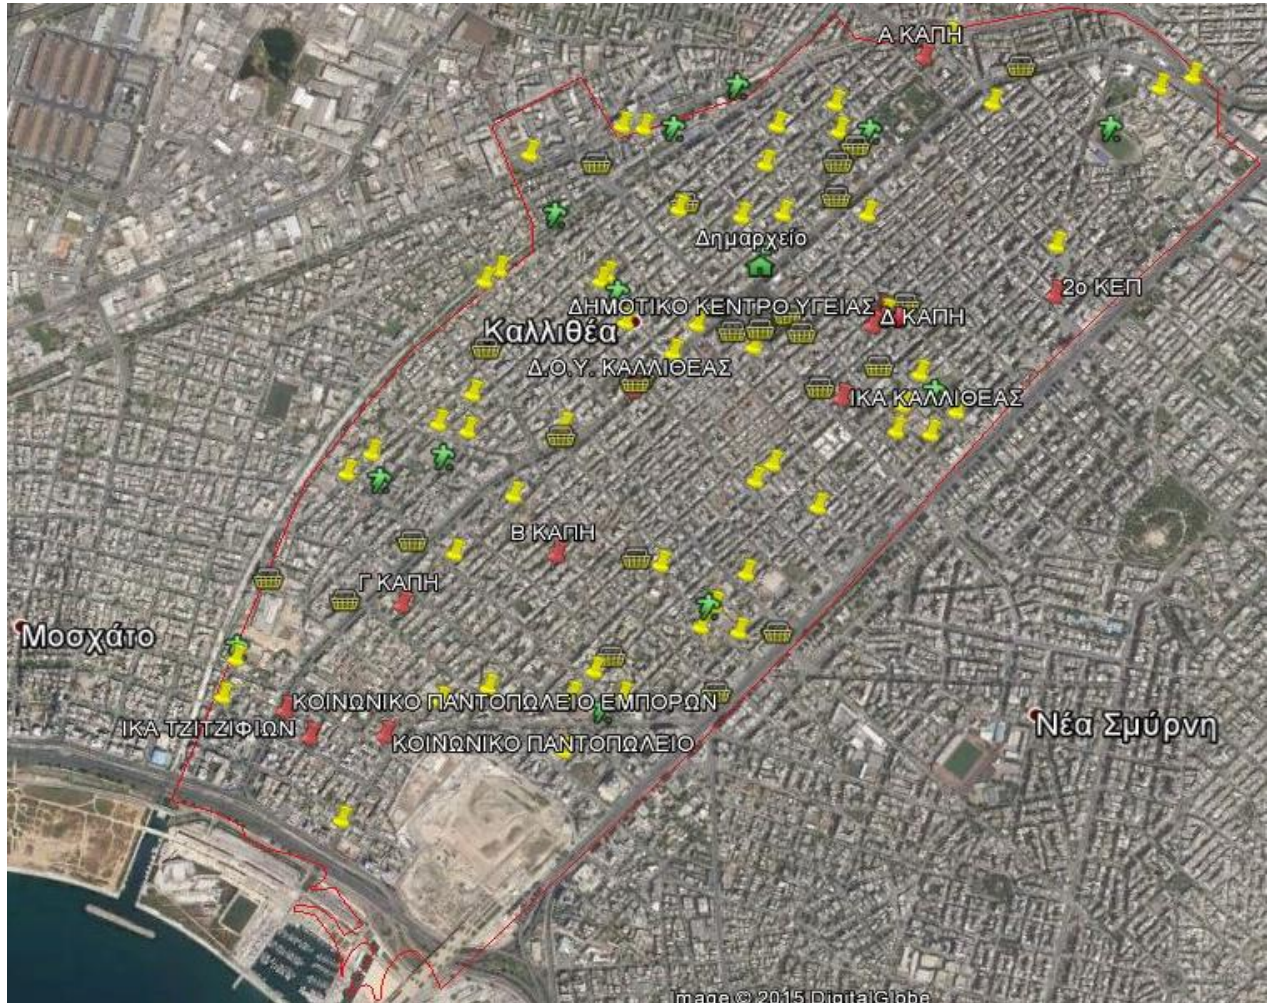 Α ΚΑΠΗ
Δημαρχείο
2ο ΚΕΠ
ΔΗΜΟΤΙΚΟ ΚΕΝΤΡΟ ΥΓΕΙΑΣ
Δ ΚΑΠΗ
Καλλιθέα
Δ.Ο.Υ. ΚΑΛΛΙΘΕΑΣ
ΙΚΑ ΚΑΛΛΙΘΕΑΣ
Β ΚΑΠΗ
Γ ΚΑΠΗ
Μοσχάτο
ΚΟΙΝΩΝΙΚΟ ΠΑΝΤΟΠΩΛΕΙΟ ΕΜΠΟΡΩΝ
ΙΚΑ ΤΖΙΤΖΙΦΙΩΝ
Νέα Σμύρνη
ΚΟΙΝΩΝΙΚΟ ΠΑΝΤΟΠΩΛΕΙΟ
Image © 2015 DigitalGlobe